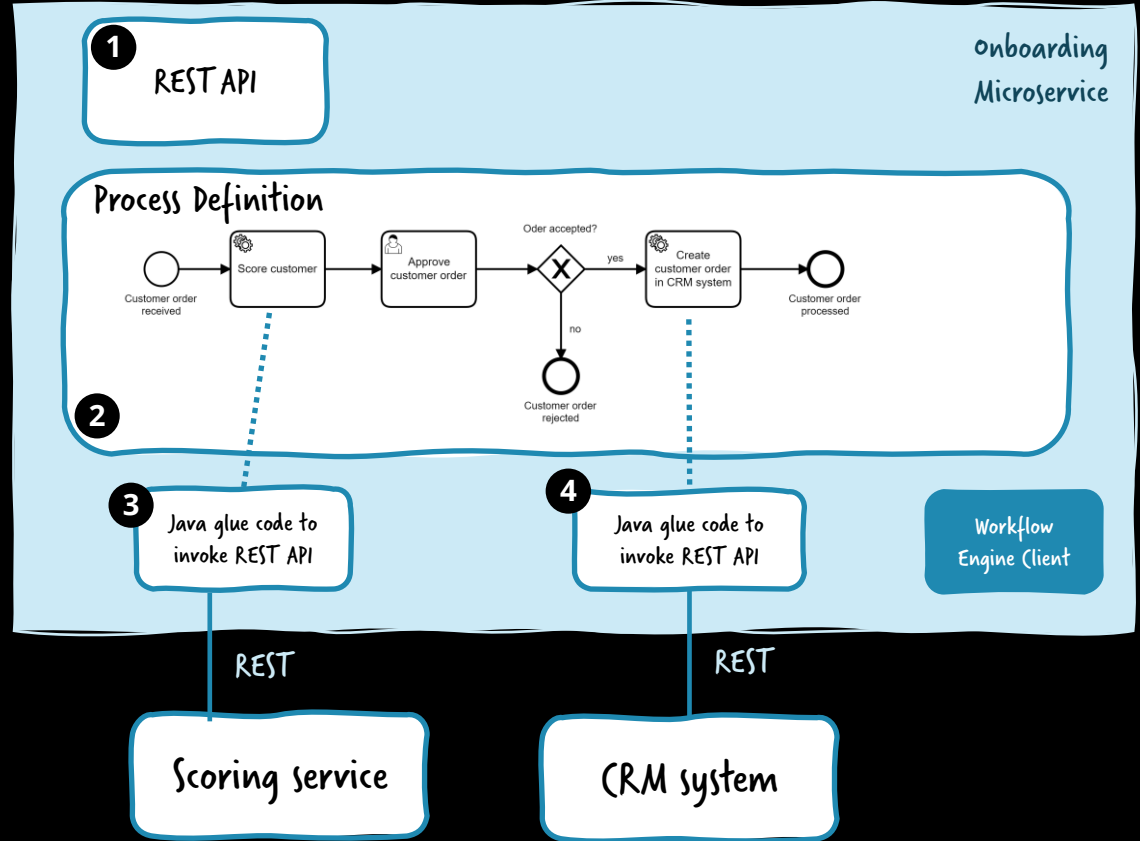 1
REST API
Onboarding
Microservice
Process Definition
Oder accepted?
Score customer
Approve
customer order
yes
Create
customer order
in CRM system
Customer order
received
Customer order
processed
no
Customer order
rejected
2
3
Java glue code to
invoke REST API
4
Java glue code to
invoke REST API
Workflow
Engine Client
REST
REST
Scoring service
CRM system